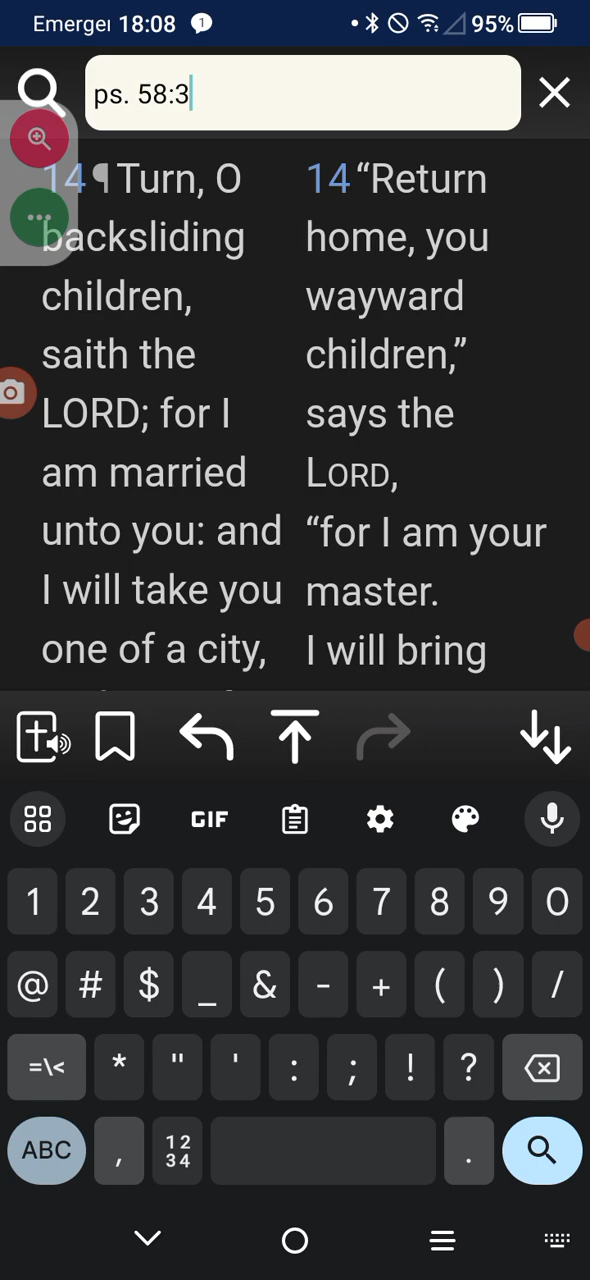 Emerger 18:08 1 95%
ps. 58:3
14 ¶ Turn, O
backsliding
children,
saith the
LORD; for I
am married
unto you: and
I will take you
one of a city,
14 “Return
home, you
wayward
children,”
says the
LORD,
“for I am your
master.
I will bring
GIF
1 2 3 4 5 6 7 8 9 0
@ # $ _ & - + ( ) /
=\< * " ' : ; ! ?
ABC , 12 34 .